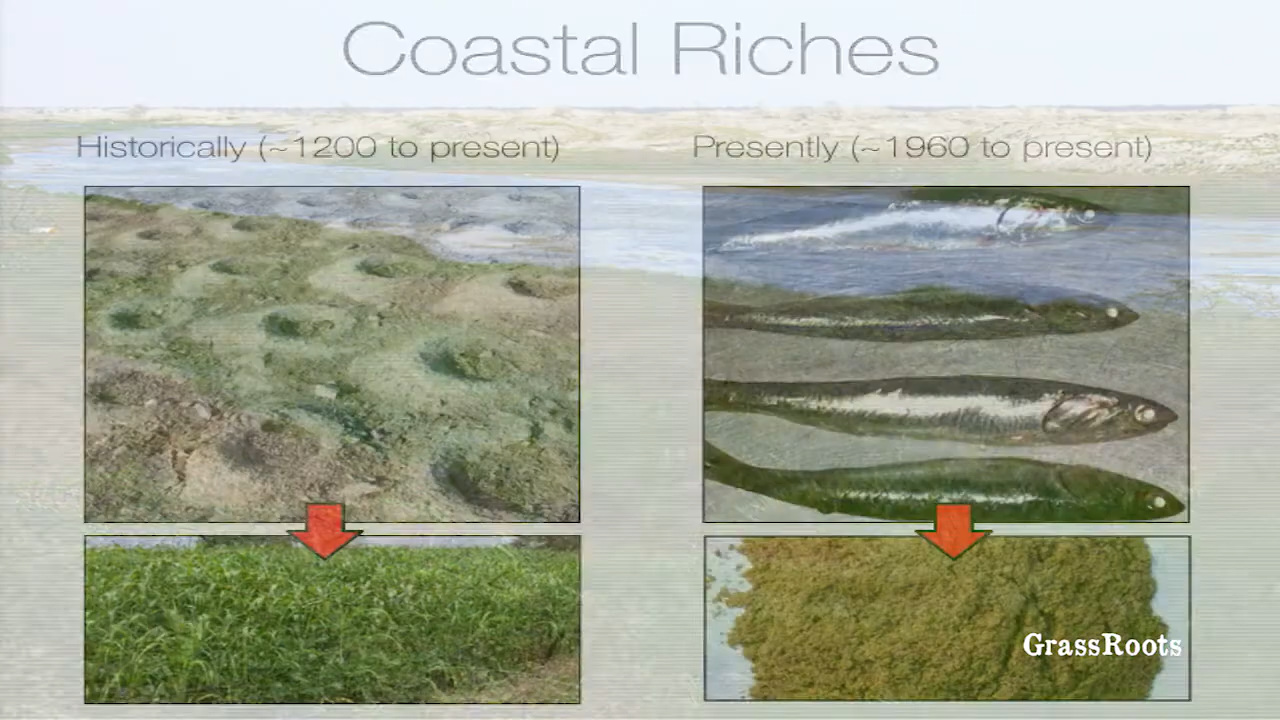 Coastal Riches
Historically (~1200 to present)
Presently (~1960 to present)
GrassRoots